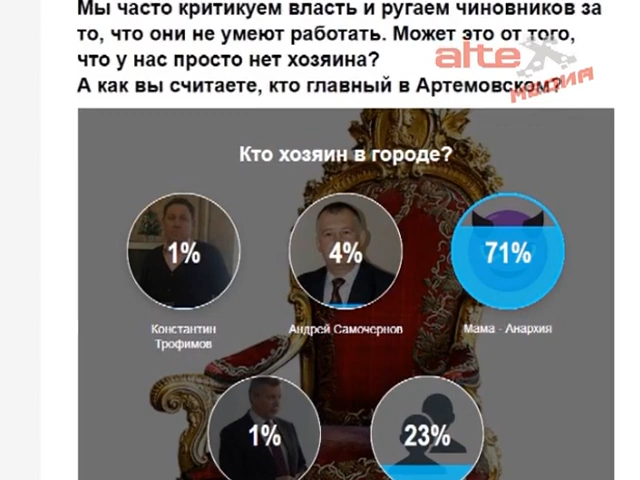 Мы часто критикуем власть и ругаем чиновников за
то, что они не умеют работать. Может это от того,
что у нас просто нет хозяина?
А как вы считаете, кто главный в Артемовском?
alteX
МЕДИА
Кто хозяин в городе?
1%
4%
71%
Константин
Трофимов
Андрей Самочернов
Мама - Анархия
1%
23%